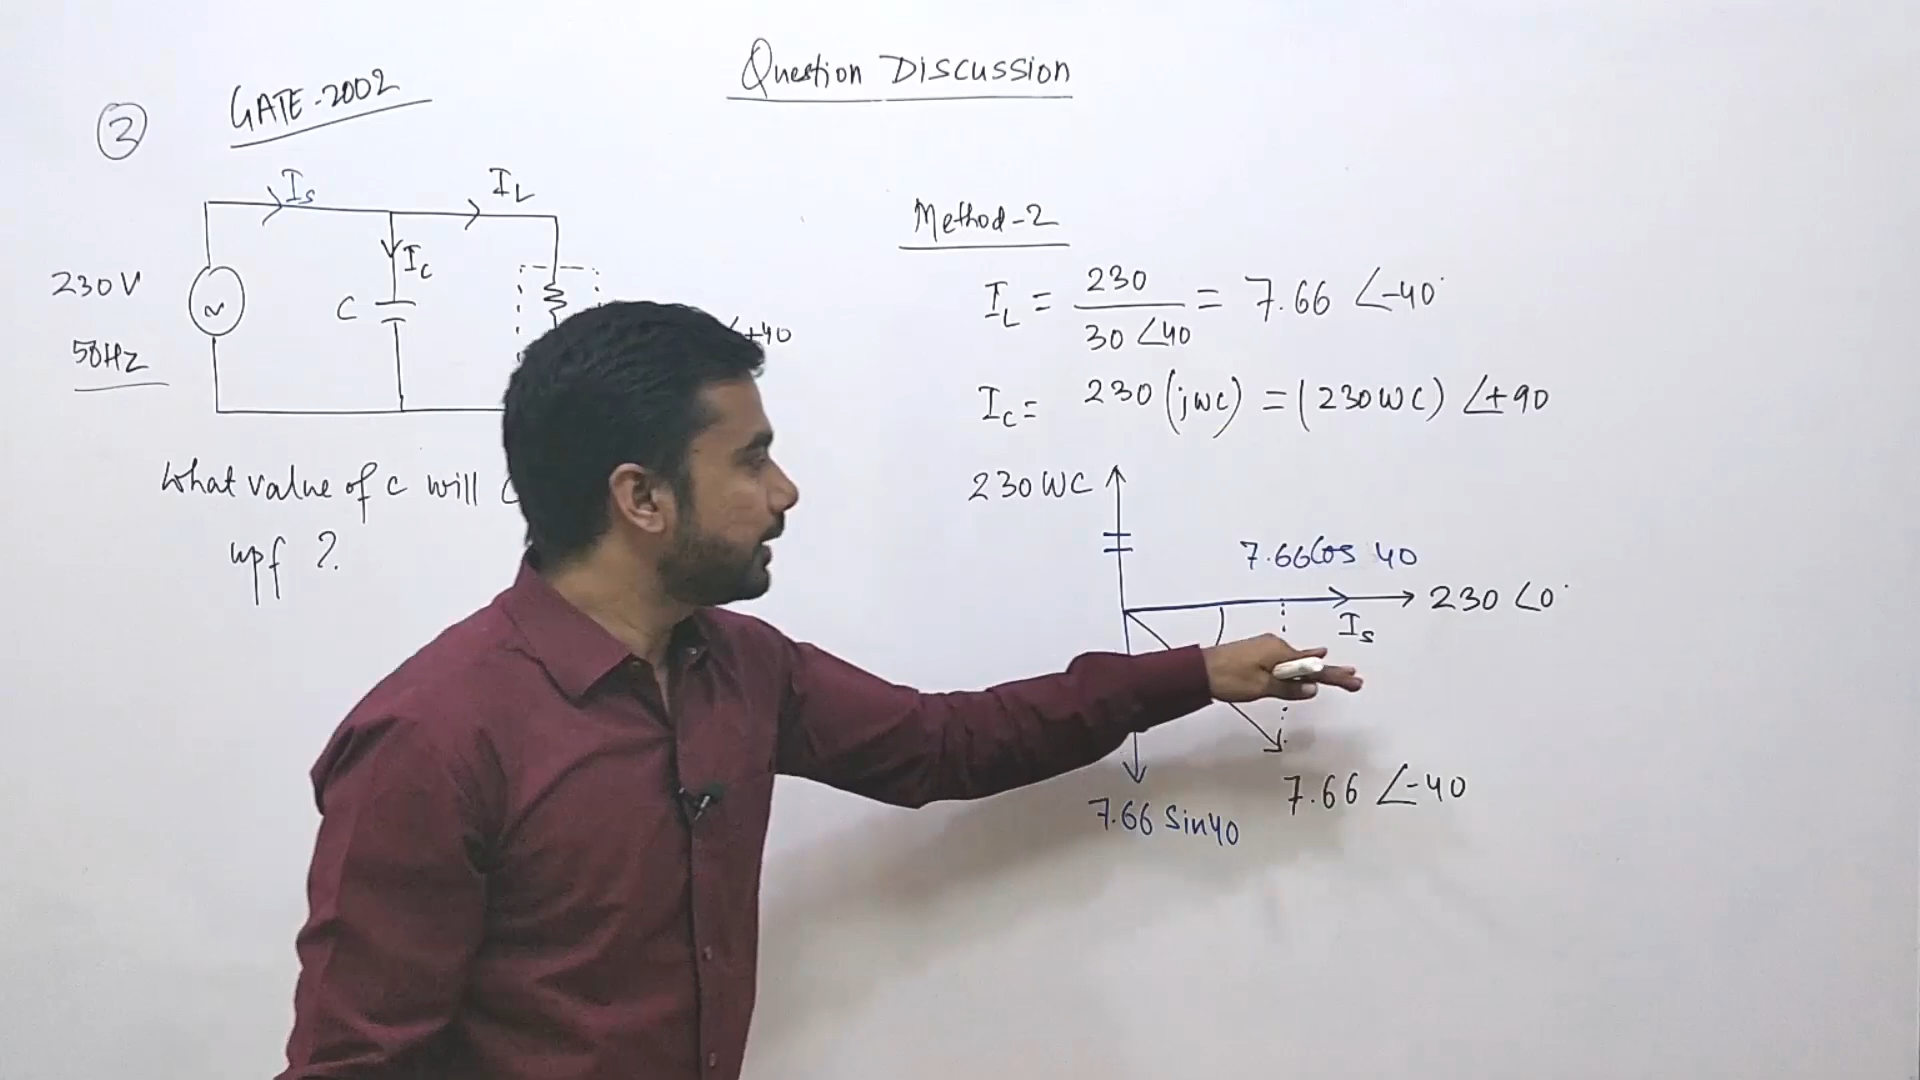 Question Discussion
GATE-2002
2
Is
IL
Ic
230V
50Hz
C
∠+40
What value of c will
upf ?
Method-2
IL = 230 / 30 ∠40 = 7.66 ∠-40°
Ic = 230 (jwc) = (230wc) ∠+90
230WC
7.66Cos 40
230 ∠0°
Is
7.66 ∠-40
7.66 Sin40